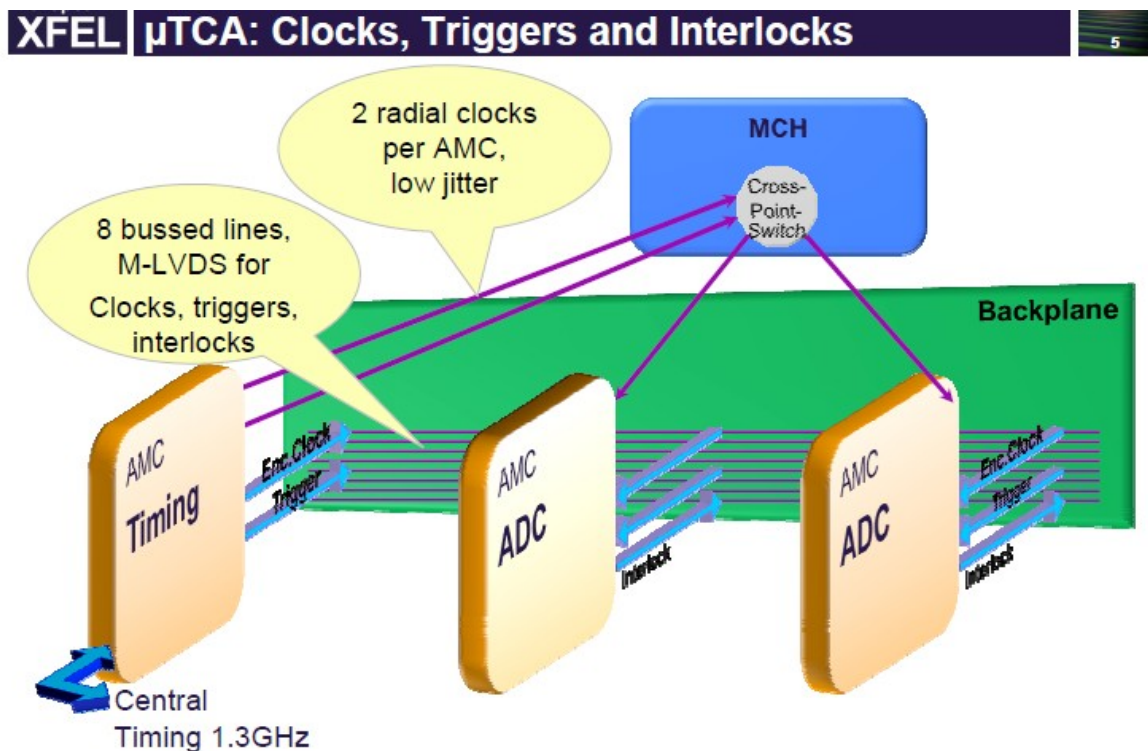 XFEL
µTCA: Clocks, Triggers and Interlocks
5
2 radial clocks
per AMC,
low jitter
MCH
Cross-
Point-
Switch
8 bussed lines,
M-LVDS for
Clocks, triggers,
interlocks
Backplane
AMC
Timing
Enc.Clock
Trigger
AMC
ADC
Interlock
AMC
ADC
Enc.Clock
Trigger
Interlock
Central
Timing 1.3GHz